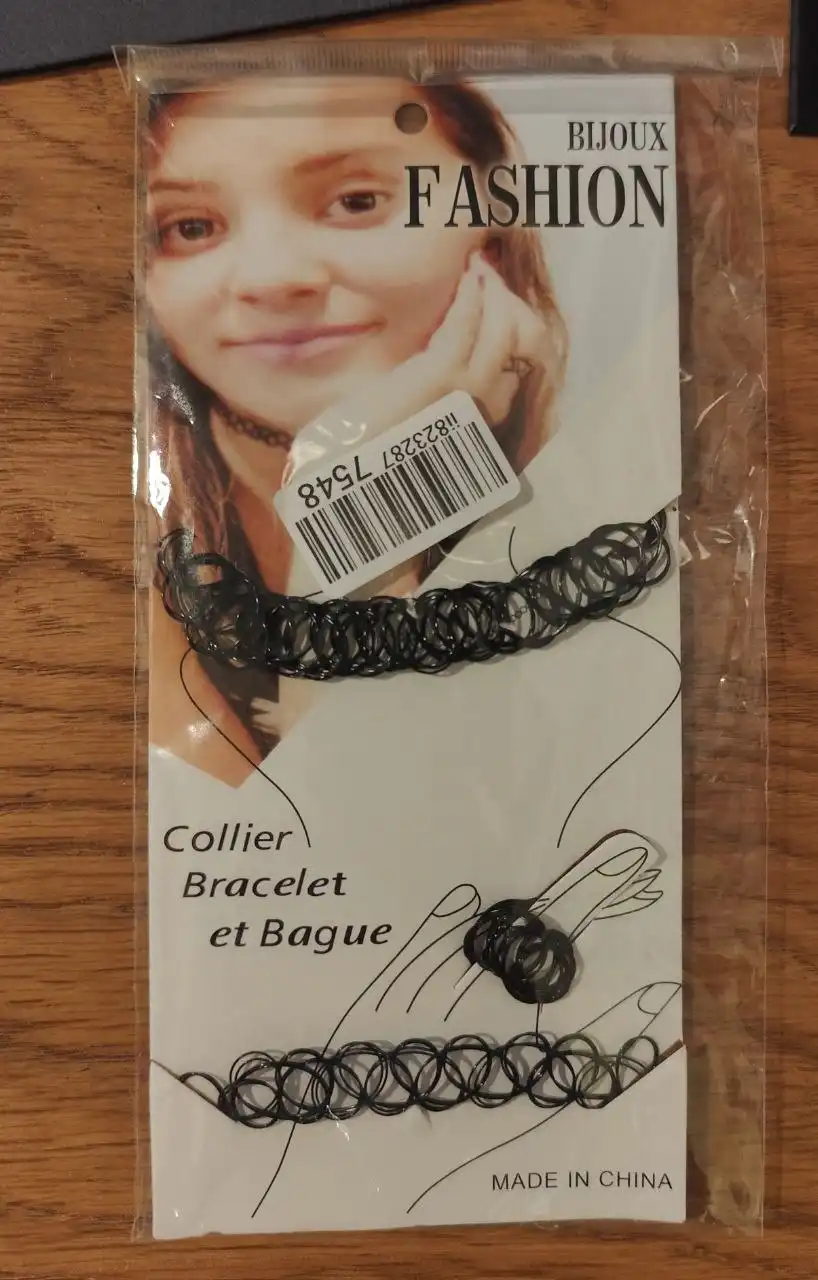 BIJOUX
FASHION
ii823287 7548
Collier
Bracelet
et Bague
MADE IN CHINA